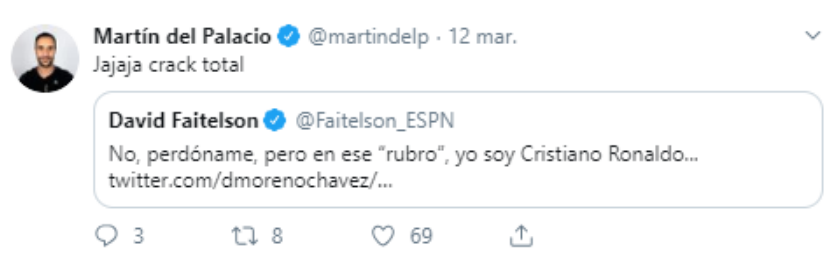 Martín del Palacio @martindelp · 12 mar.
Jajaja crack total
David Faitelson @Faitelson_ESPN
No, perdóname, pero en ese “rubro”, yo soy Cristiano Ronaldo...
twitter.com/dmorenochavez/...
3 8 69